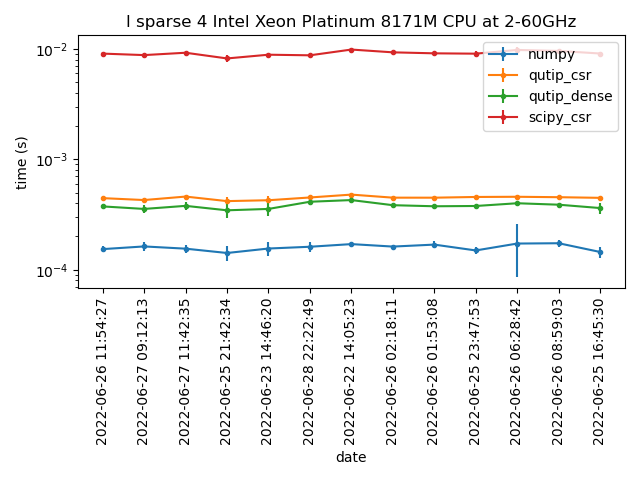 I sparse 4 Intel Xeon Platinum 8171M CPU at 2-60GHz
time (s)
10⁻²
10⁻³
10⁻⁴
numpy
qutip_csr
qutip_dense
scipy_csr
2022-06-26 11:54:27
2022-06-27 09:12:13
2022-06-27 11:42:35
2022-06-25 21:42:34
2022-06-23 14:46:20
2022-06-28 22:22:49
2022-06-22 14:05:23
2022-06-26 02:18:11
2022-06-26 01:53:08
2022-06-25 23:47:53
2022-06-26 06:28:42
2022-06-26 08:59:03
2022-06-25 16:45:30
date